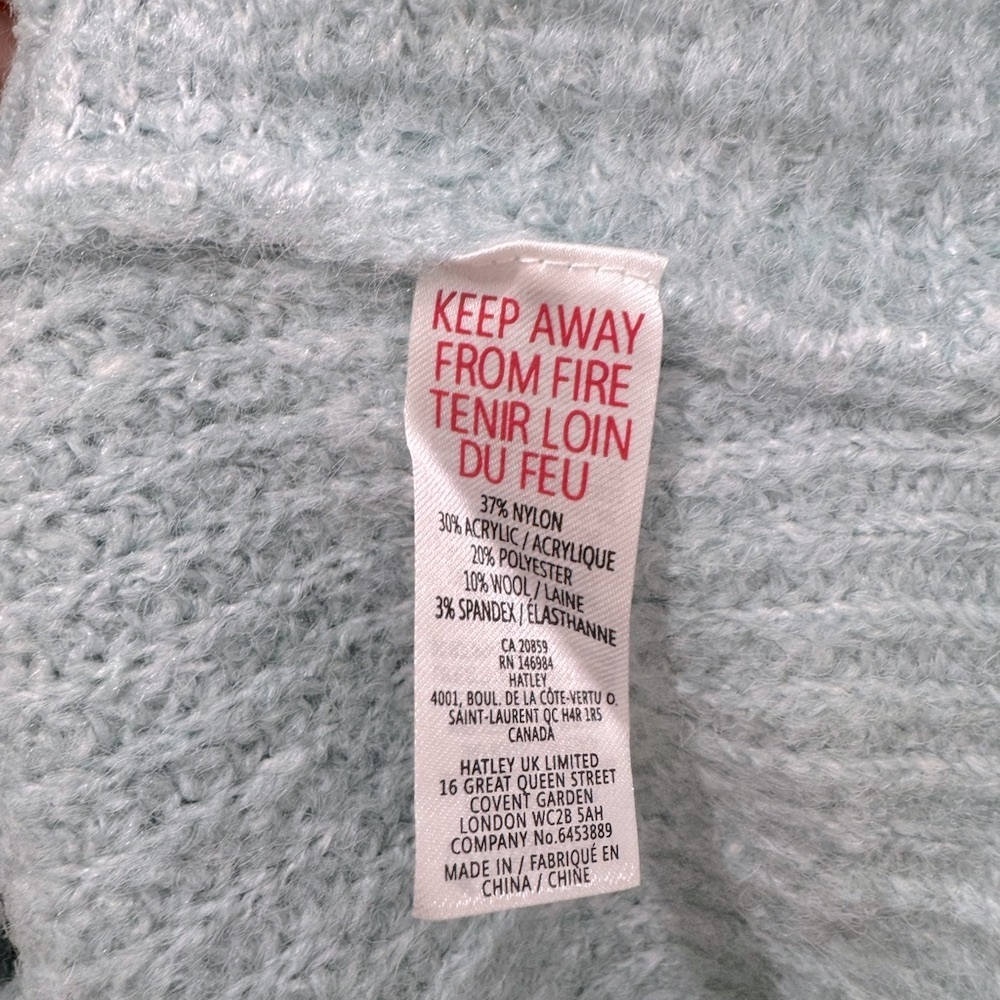 KEEP AWAY
FROM FIRE
TENIR LOIN
DU FEU
37% NYLON
30% ACRYLIC / ACRYLIQUE
20% POLYESTER
10% WOOL / LAINE
3% SPANDEX / ÉLASTHANNE
CA 20859
RN 146984
HATLEY
4001, BOUL. DE LA CÔTE-VERTU O.
SAINT-LAURENT QC H4R 1R5
CANADA
HATLEY UK LIMITED
16 GREAT QUEEN STREET
COVENT GARDEN
LONDON WC2B 5AH
COMPANY No.6453889
MADE IN / FABRIQUÉ EN
CHINA / CHINE